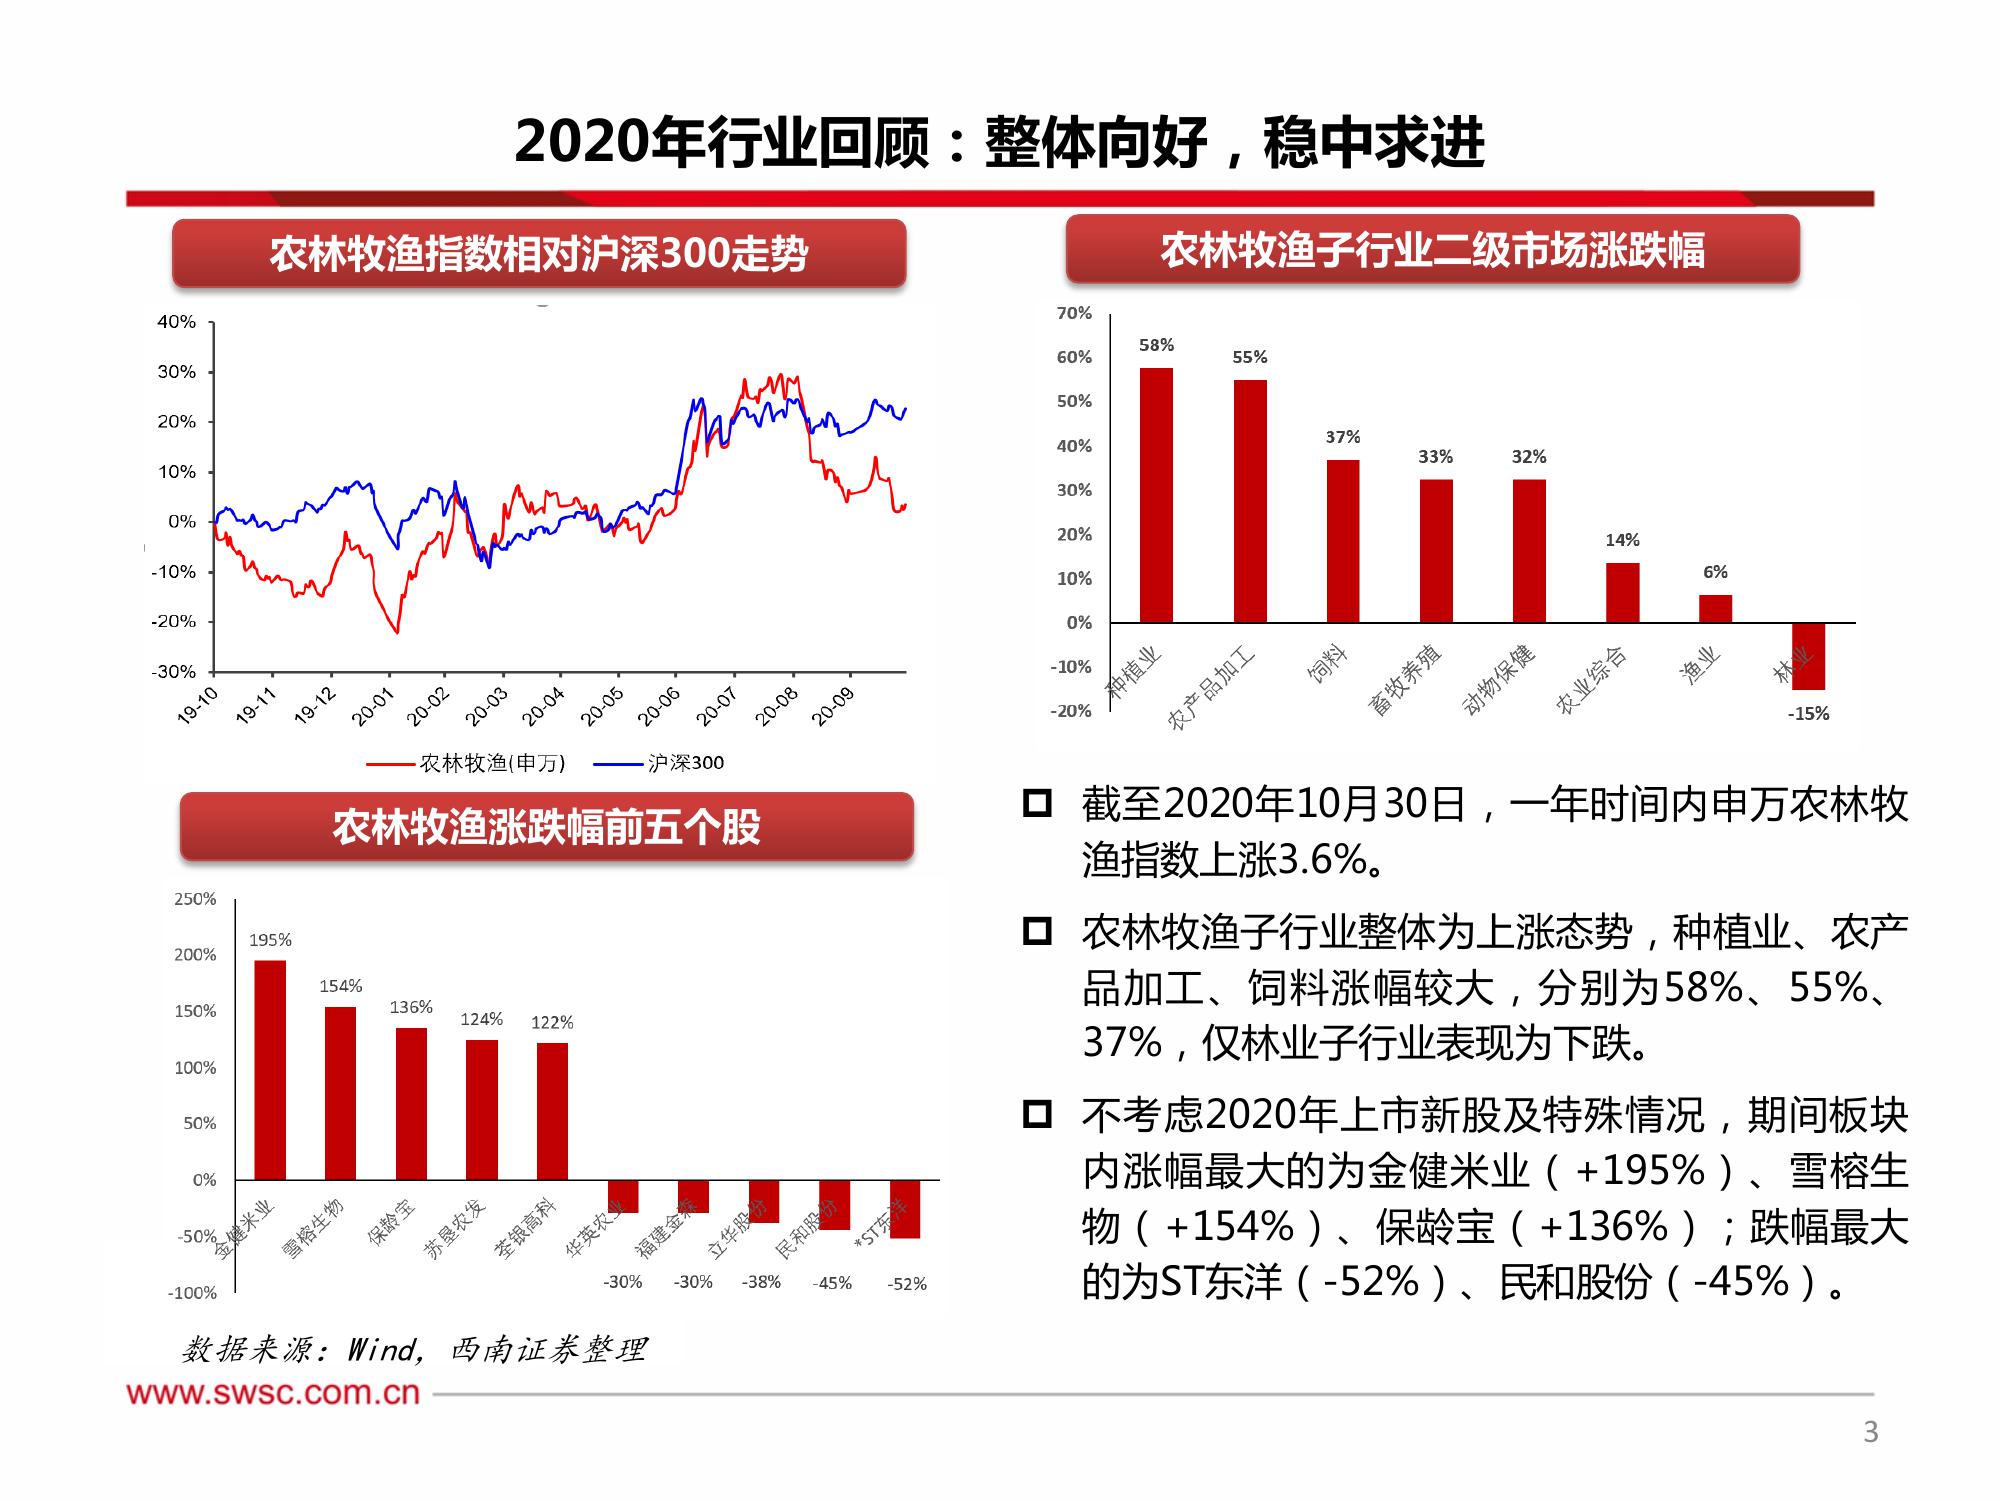 2020年行业回顾：整体向好，稳中求进
农林牧渔指数相对沪深300走势
40%
30%
20%
10%
0%
-10%
-20%
-30%
19-10 19-11 19-12 20-01 20-02 20-03 20-04 20-05 20-06 20-07 20-08 20-09
农林牧渔(申万) 沪深300
农林牧渔子行业二级市场涨跌幅
70%
60%
50%
40%
30%
20%
10%
0%
-10%
-20%
58% 55% 37% 33% 32% 14% 6% -15%
种植业 农产品加工 饲料 畜牧养殖 动物保健 农业综合 渔业 林业
农林牧渔涨跌幅前五个股
250%
200%
150%
100%
50%
0%
-50%
-100%
195% 154% 136% 124% 122% -30% -30% -38% -45% -52%
金健米业 雪榕生物 保龄宝 苏垦农发 荃银高科 华英农业 福建金森 立华股份 民和股份 *ST东洋
截至2020年10月30日，一年时间内申万农林牧
渔指数上涨3.6%。
农林牧渔子行业整体为上涨态势，种植业、农产
品加工、饲料涨幅较大，分别为58%、55%、
37%，仅林业子行业表现为下跌。
不考虑2020年上市新股及特殊情况，期间板块
内涨幅最大的为金健米业（+195%）、雪榕生
物（+154%）、保龄宝（+136%）；跌幅最大
的为ST东洋（-52%）、民和股份（-45%）。
数据来源：Wind，西南证券整理
www.swsc.com.cn
3